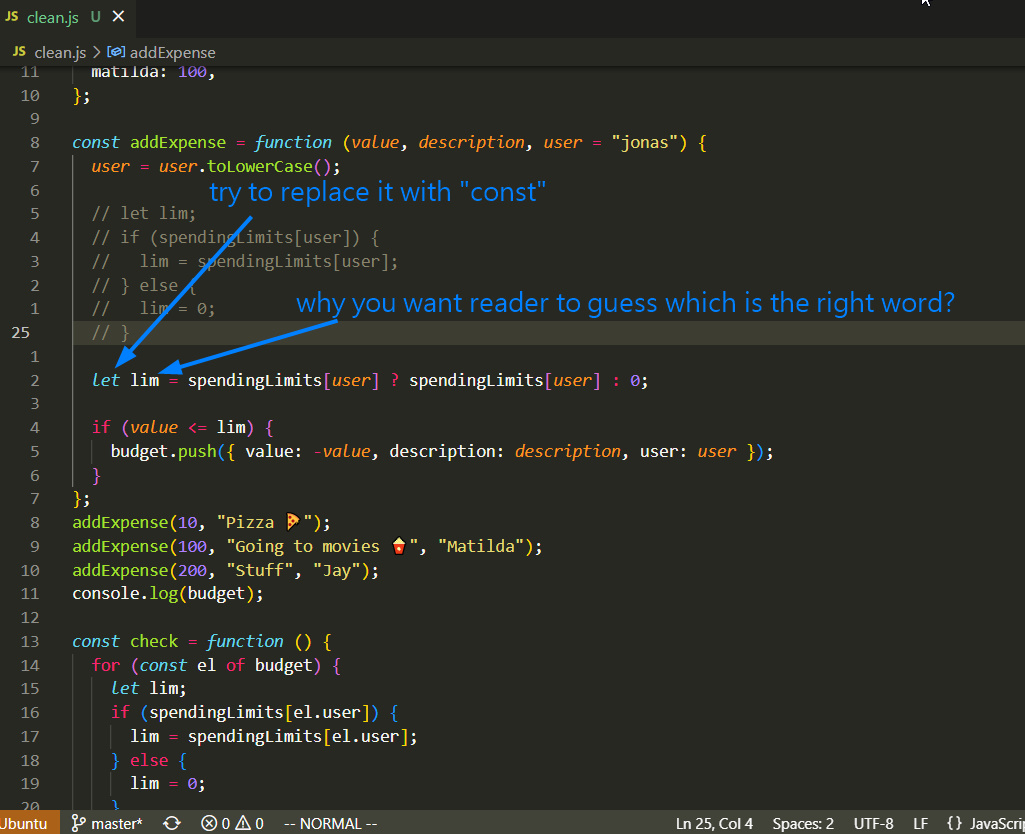 JS clean.js U ×
JS clean.js > addExpense
11 matilda: 100,
10 };
9
8 const addExpense = function (value, description, user = "jonas") {
7 user = user.toLowerCase();
6 try to replace it with "const"
5 // let lim;
4 // if (spendingLimits[user]) {
3 //   lim = spendingLimits[user];
2 // } else {
1 //   lim = 0; why you want reader to guess which is the right word?
25 // }
1
2 let lim = spendingLimits[user] ? spendingLimits[user] : 0;
3
4 if (value <= lim) {
5 budget.push({ value: -value, description: description, user: user });
6 }
7 };
8 addExpense(10, "Pizza 🍕");
9 addExpense(100, "Going to movies 🍿", "Matilda");
10 addExpense(200, "Stuff", "Jay");
11 console.log(budget);
12
13 const check = function () {
14 for (const el of budget) {
15 let lim;
16 if (spendingLimits[el.user]) {
17 lim = spendingLimits[el.user];
18 } else {
19 lim = 0;
20 }
Ubuntu master* 0 0 -- NORMAL -- Ln 25, Col 4 Spaces: 2 UTF-8 LF {} JavaScrip